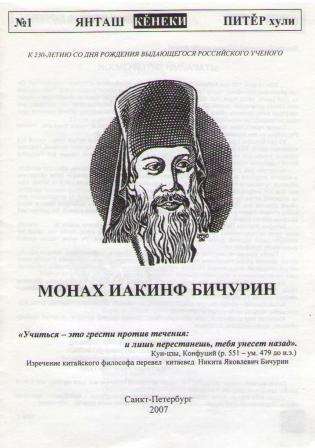 №1 ЯНТАШ КӖНЕКИ ПИТӖР хули
К 230-ЛЕТИЮ СО ДНЯ РОЖДЕНИЯ ВЫДАЮЩЕГОСЯ РОССИЙСКОГО УЧЕНОГО
МОНАХ ИАКИНФ БИЧУРИН
«Учиться – это грести против течения:
и лишь перестанешь, тебя унесет назад».
Кун-цзы, Конфуций (р. 551 – ум. 479 до н.э.)
Изречение китайского философа перевел китаевед Никита Яковлевич Бичурин
Санкт-Петербург
2007